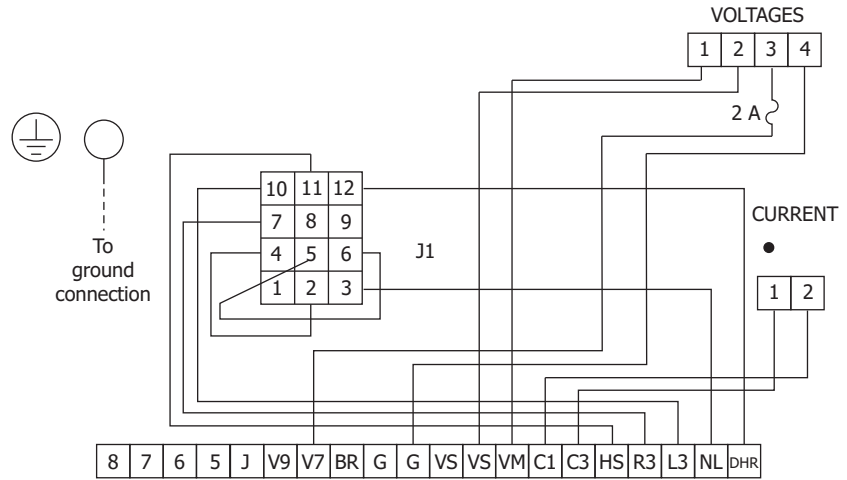 VOLTAGES
1 2 3 4
2 A
10 11 12
7 8 9
4 5 6
1 2 3
J1
To
ground
connection
CURRENT
1 2
8 7 6 5 J V9 V7 BR G G VS VS VM C1 C3 HS R3 L3 NL DHR